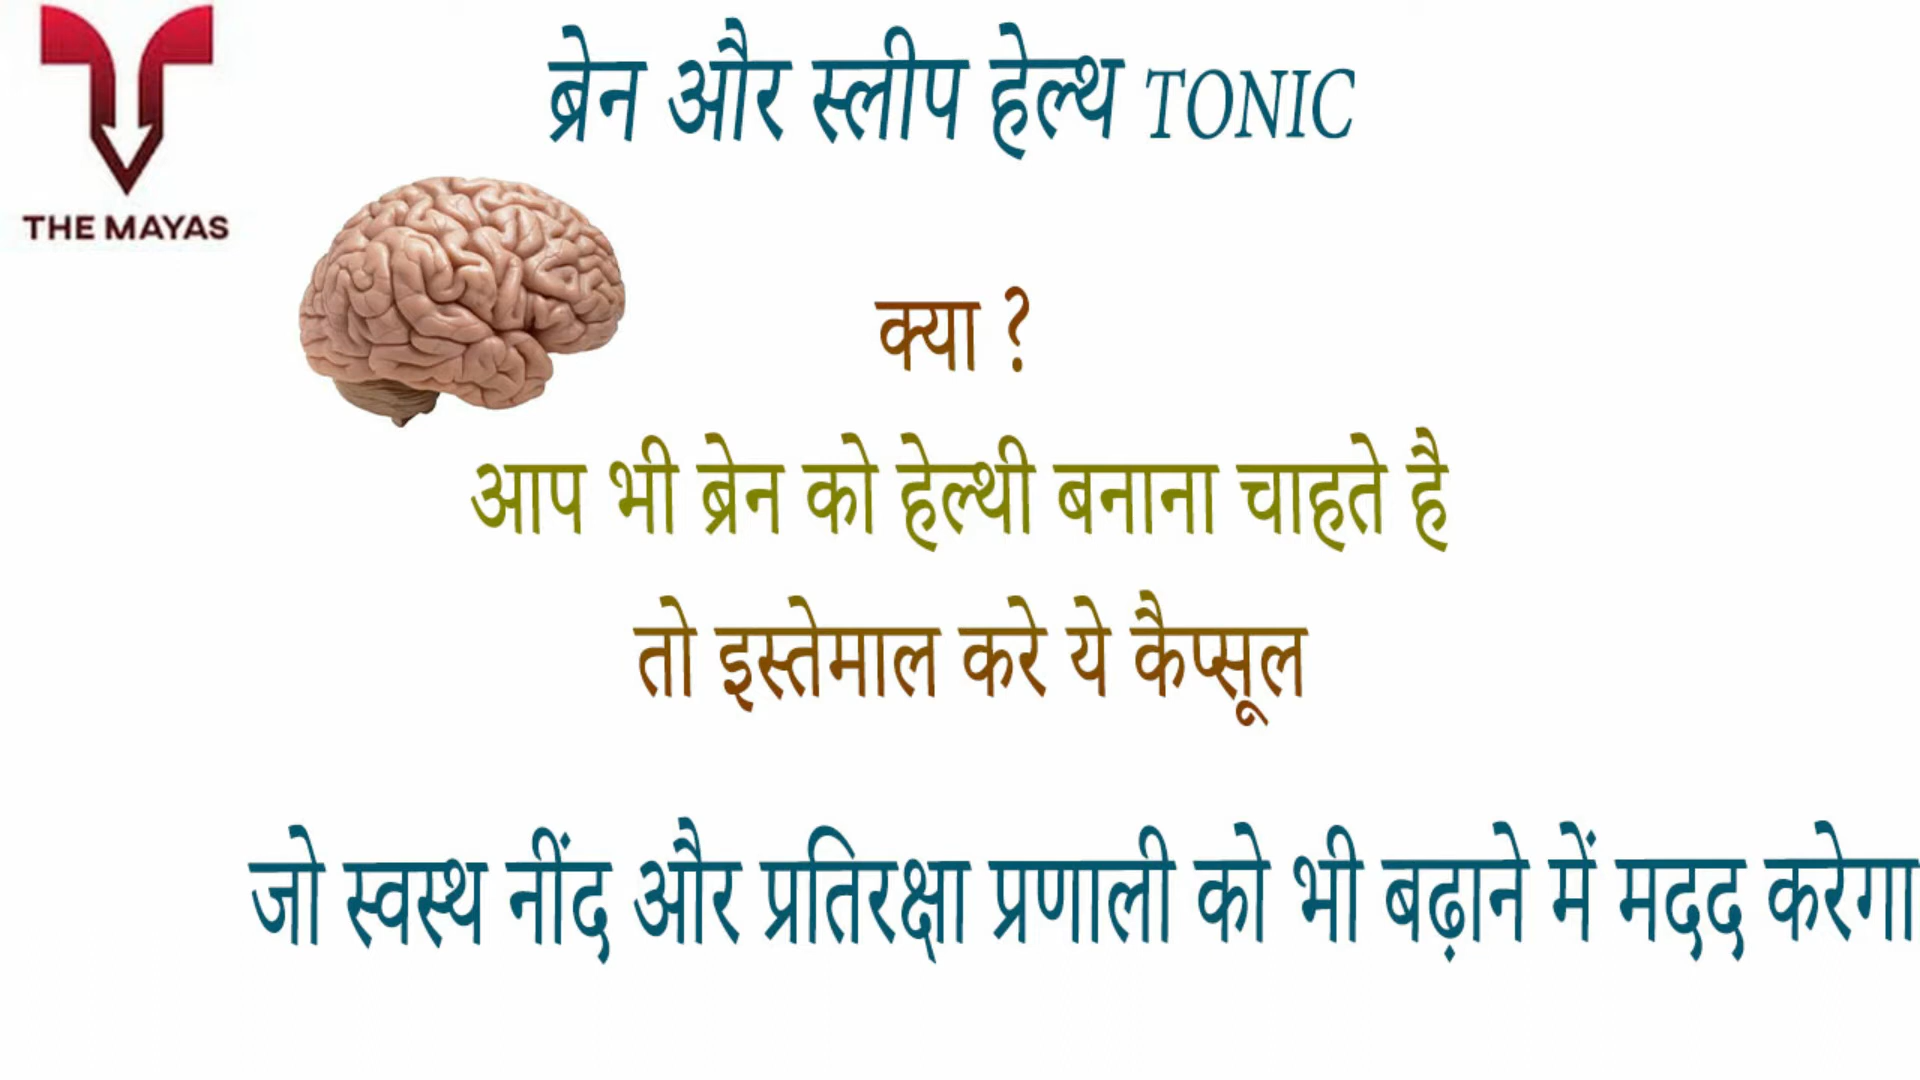 THE MAYAS
ब्रेन और स्लीप हेल्थ TONIC
क्या ?
आप भी ब्रेन को हेल्थी बनाना चाहते है
तो इस्तेमाल करे ये कैप्सूल
जो स्वस्थ नींद और प्रतिरक्षा प्रणाली को भी बढ़ाने में मदद करेगा